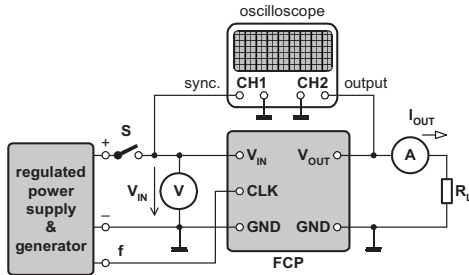 oscilloscope
sync. CH1 CH2 output
+ S
I_OUT
regulated
power
supply
&
generator
V_IN V
V_IN V_OUT A
CLK R_L
− GND GND
f
FCP